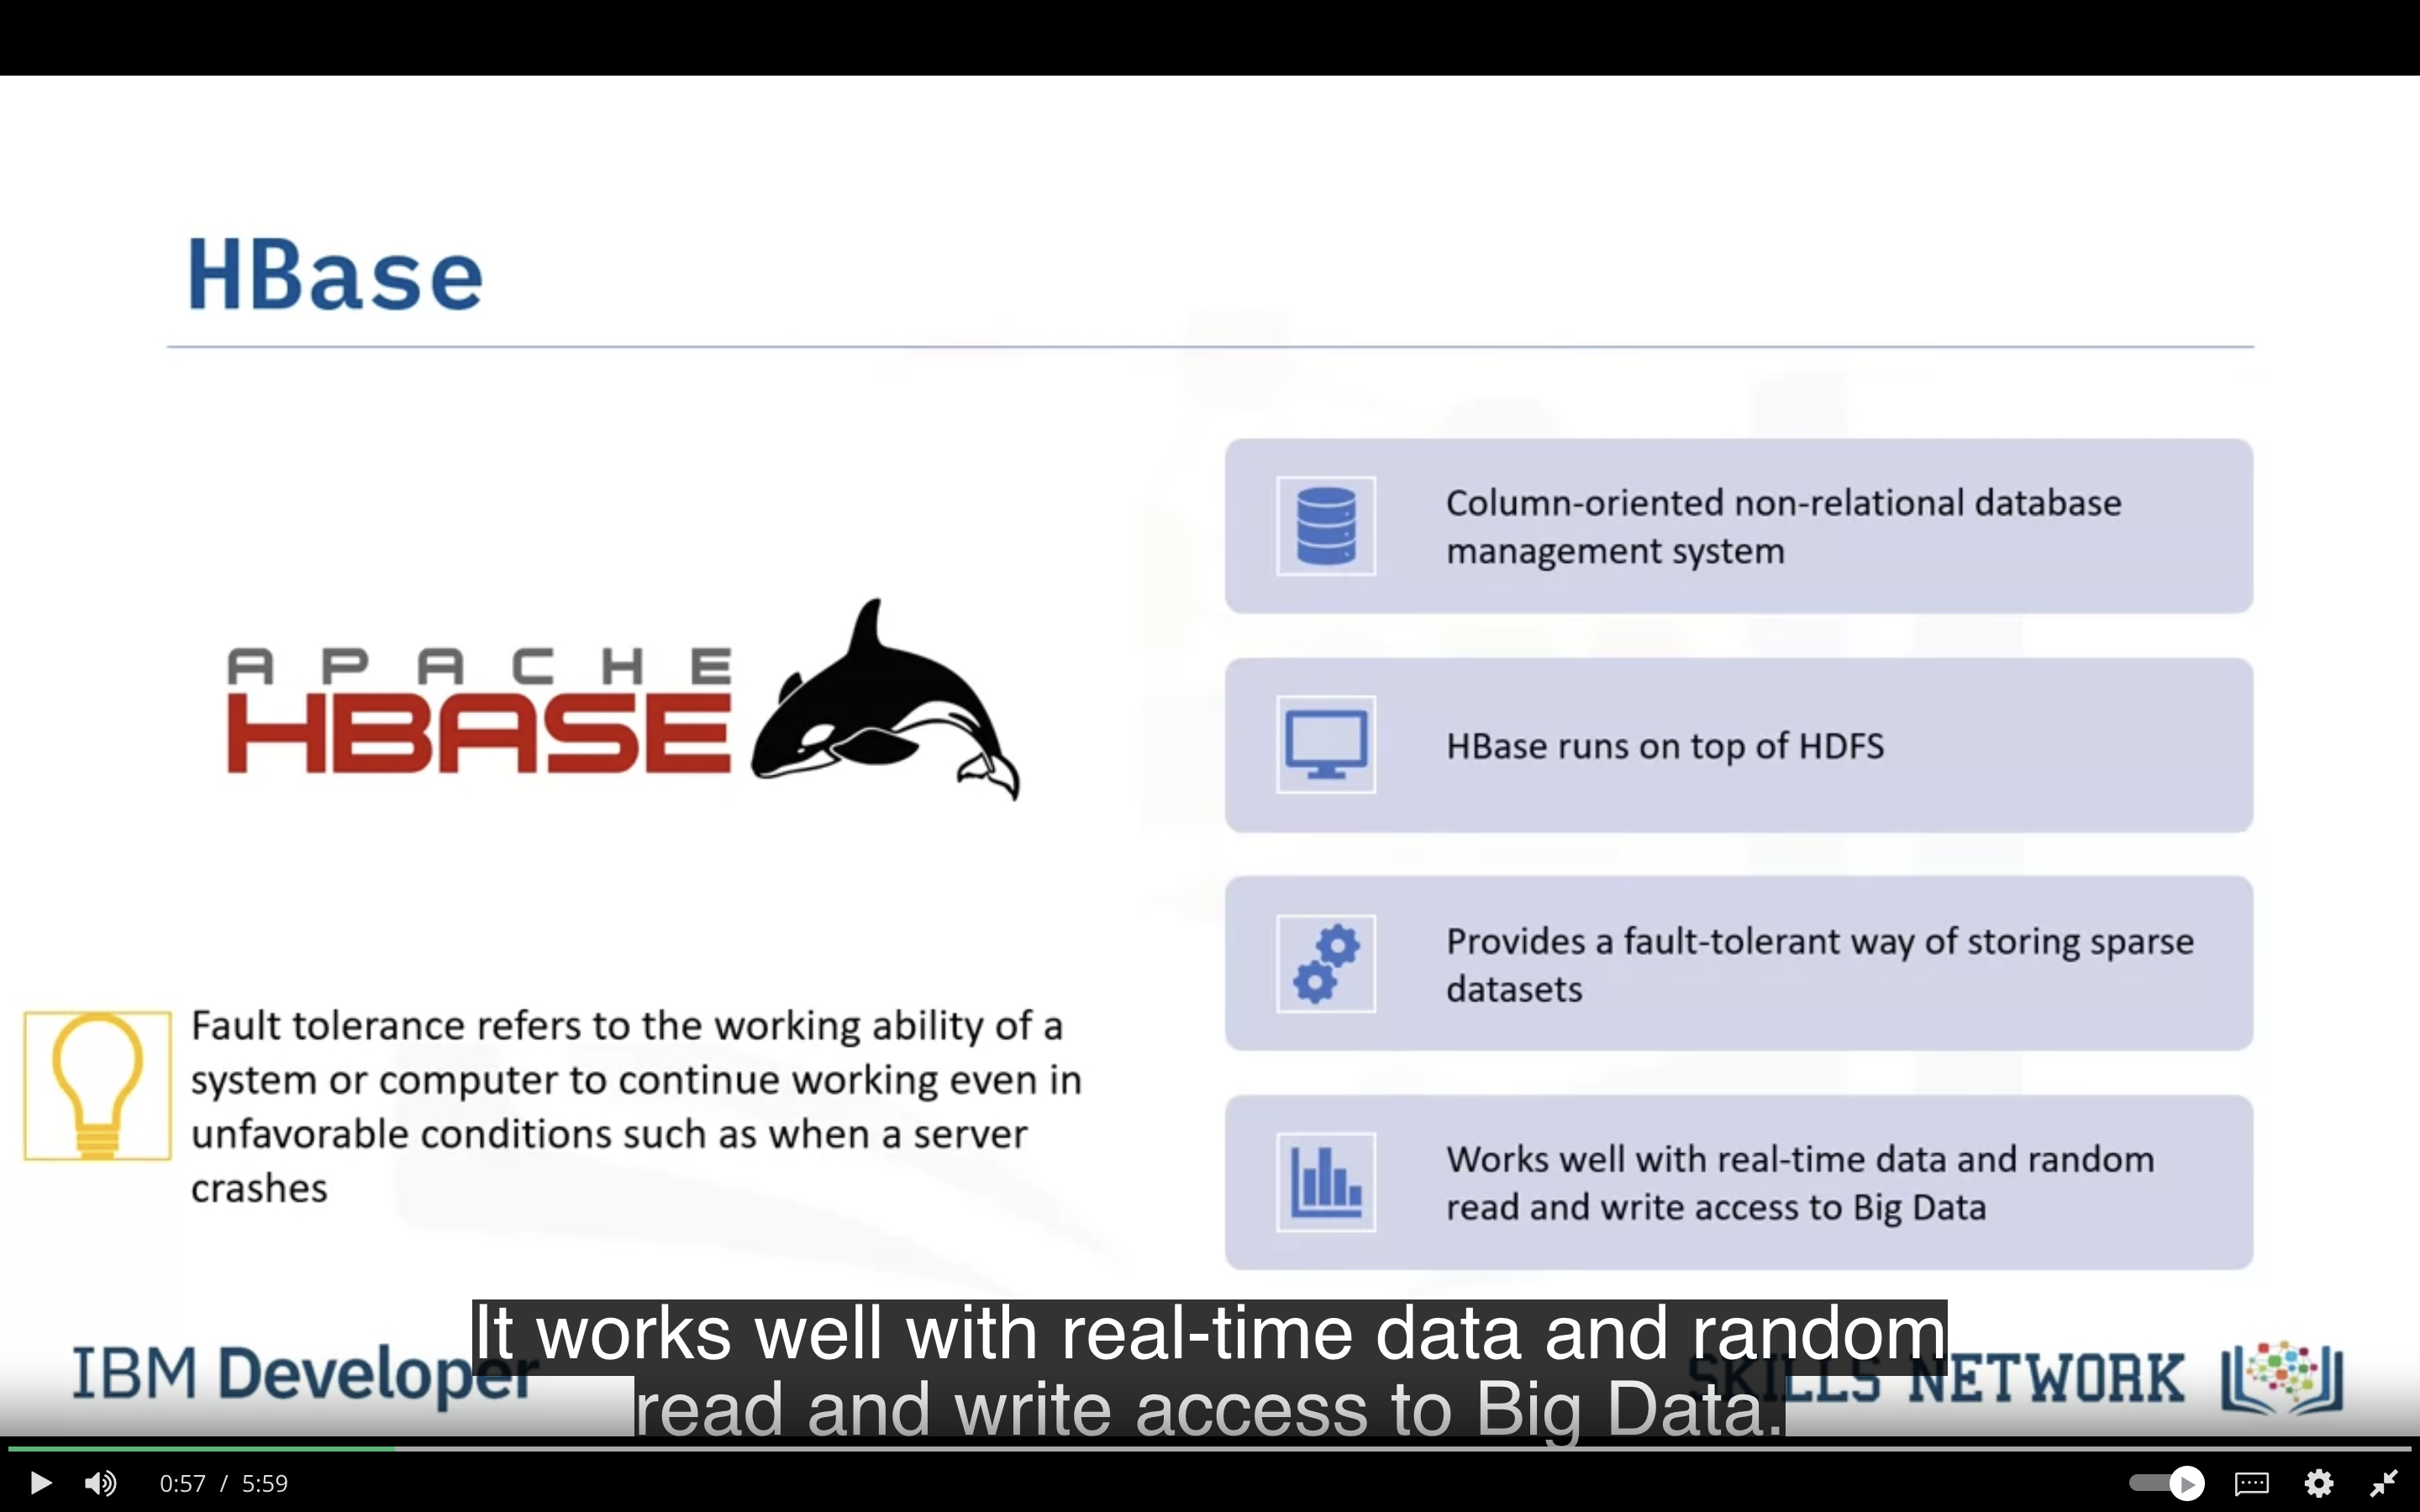 HBase
APACHE
HBASE
Fault tolerance refers to the working ability of a
system or computer to continue working even in
unfavorable conditions such as when a server
crashes
Column-oriented non-relational database
management system
HBase runs on top of HDFS
Provides a fault-tolerant way of storing sparse
datasets
Works well with real-time data and random
read and write access to Big Data
It works well with real-time data and random
read and write access to Big Data.
IBM Developer
SKILLS NETWORK
0:57 / 5:59